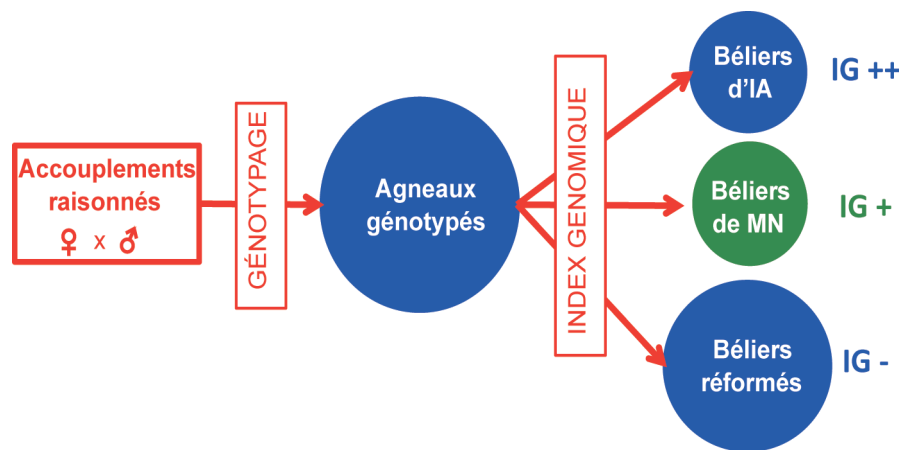 Accouplements
raisonnés
♀ x ♂
GÉNOTYPAGE
Agneaux
génotypés
INDEX GENOMIQUE
Béliers
d'IA
IG ++
Béliers
de MN
IG +
Béliers
réformés
IG -